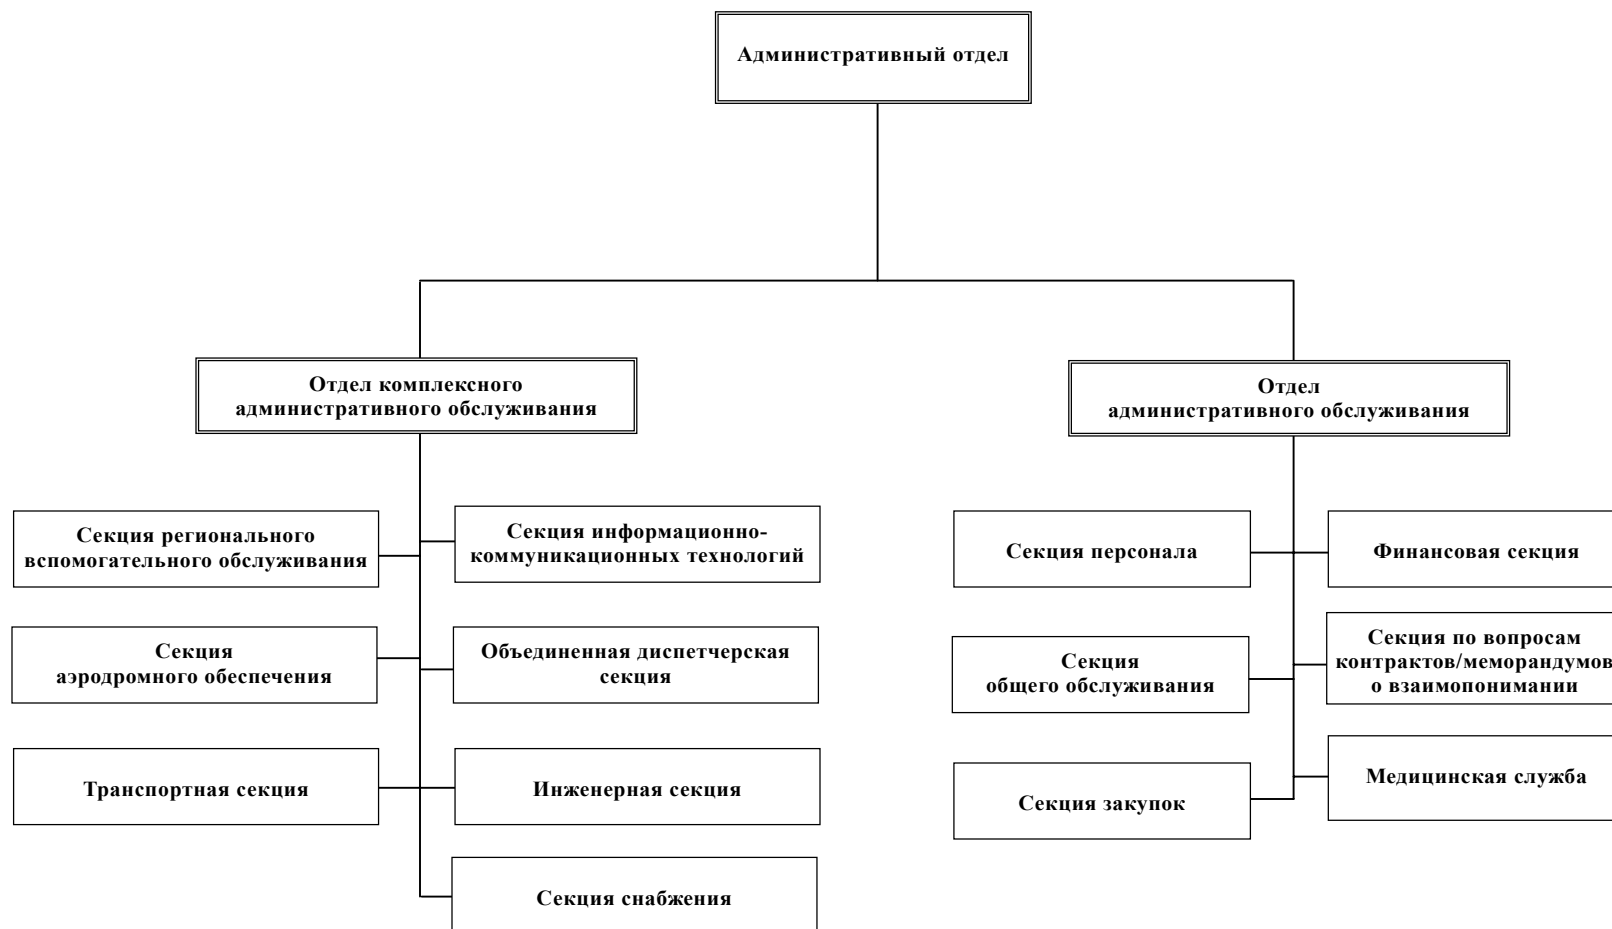 Административный отдел
Отдел комплексного
административного обслуживания
Отдел
административного обслуживания
Секция регионального
вспомогательного обслуживания
Секция информационно-
коммуникационных технологий
Секция персонала
Финансовая секция
Секция
аэродромного обеспечения
Объединенная диспетчерская
секция
Секция
общего обслуживания
Секция по вопросам
контрактов/меморандумов
о взаимопонимании
Транспортная секция
Инженерная секция
Секция закупок
Медицинская служба
Секция снабжения